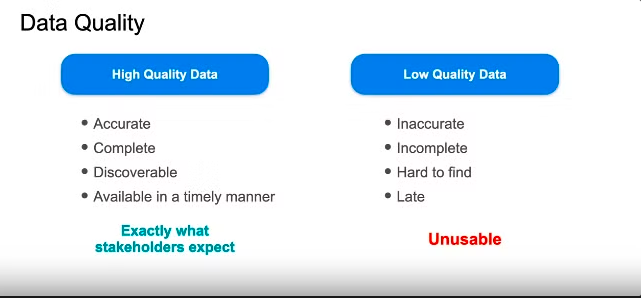 Data Quality
High Quality Data
• Accurate
• Complete
• Discoverable
• Available in a timely manner
Exactly what
stakeholders expect
Low Quality Data
• Inaccurate
• Incomplete
• Hard to find
• Late
Unusable